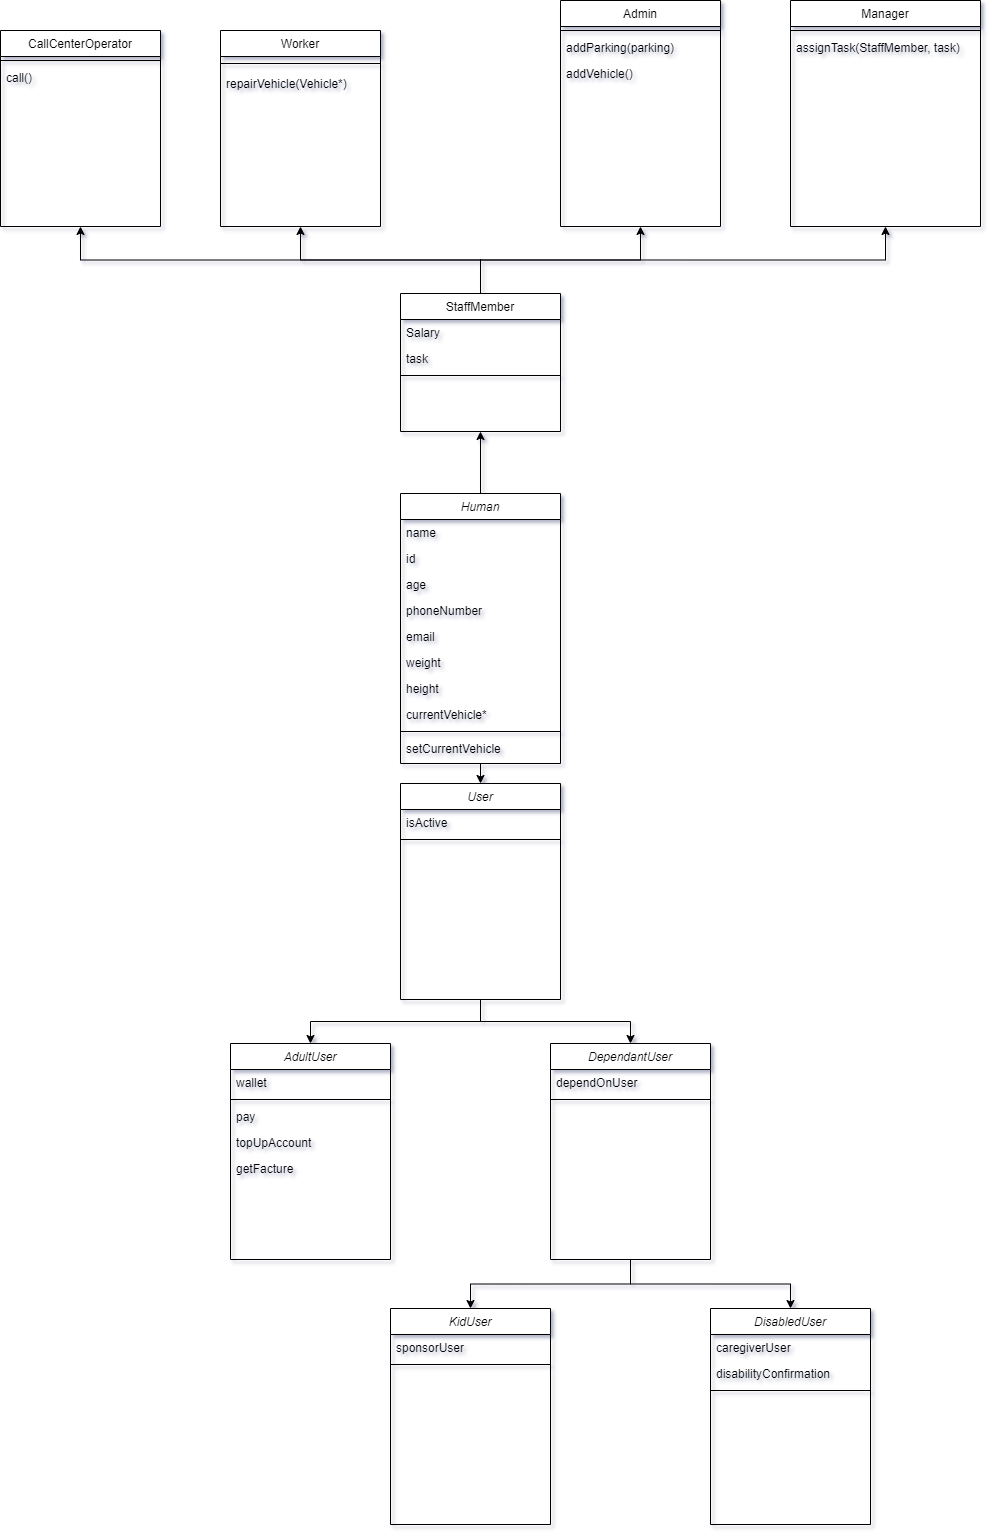 CallCenterOperator
call()
Worker
repairVehicle(Vehicle*)
Admin
addParking(parking)
addVehicle()
Manager
assignTask(StaffMember, task)
StaffMember
Salary
task
Human
name
id
age
phoneNumber
email
weight
height
currentVehicle*
setCurrentVehicle
User
isActive
AdultUser
wallet
pay
topUpAccount
getFacture
DependantUser
dependOnUser
KidUser
sponsorUser
DisabledUser
caregiverUser
disabilityConfirmation